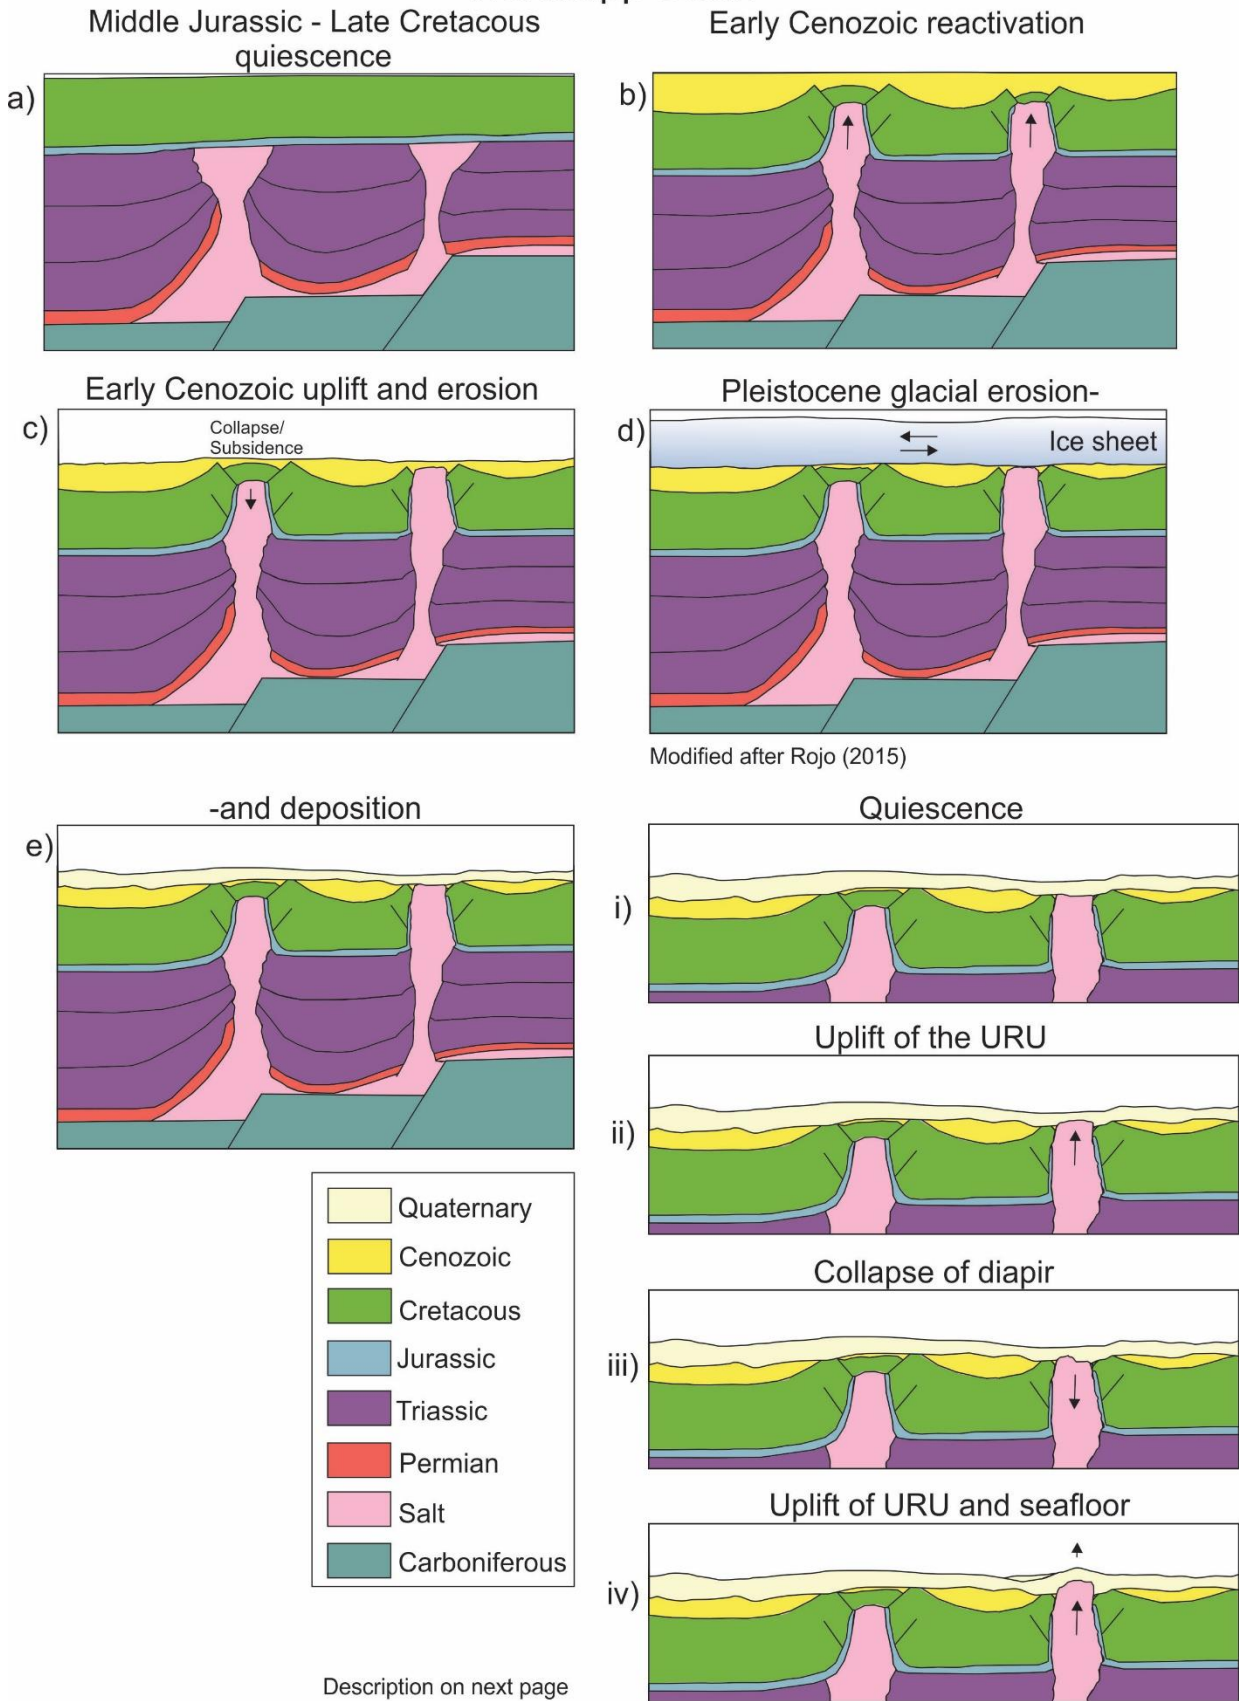 Middle Jurassic - Late Cretacous
quiescence
a)
Early Cenozoic reactivation
b)
Early Cenozoic uplift and erosion
c)
Collapse/
Subsidence
Pleistocene glacial erosion-
d)
Ice sheet
Modified after Rojo (2015)
-and deposition
e)
Quiescence
i)
Uplift of the URU
ii)
Collapse of diapir
iii)
Uplift of URU and seafloor
iv)
Quaternary
Cenozoic
Cretacous
Jurassic
Triassic
Permian
Salt
Carboniferous
Description on next page